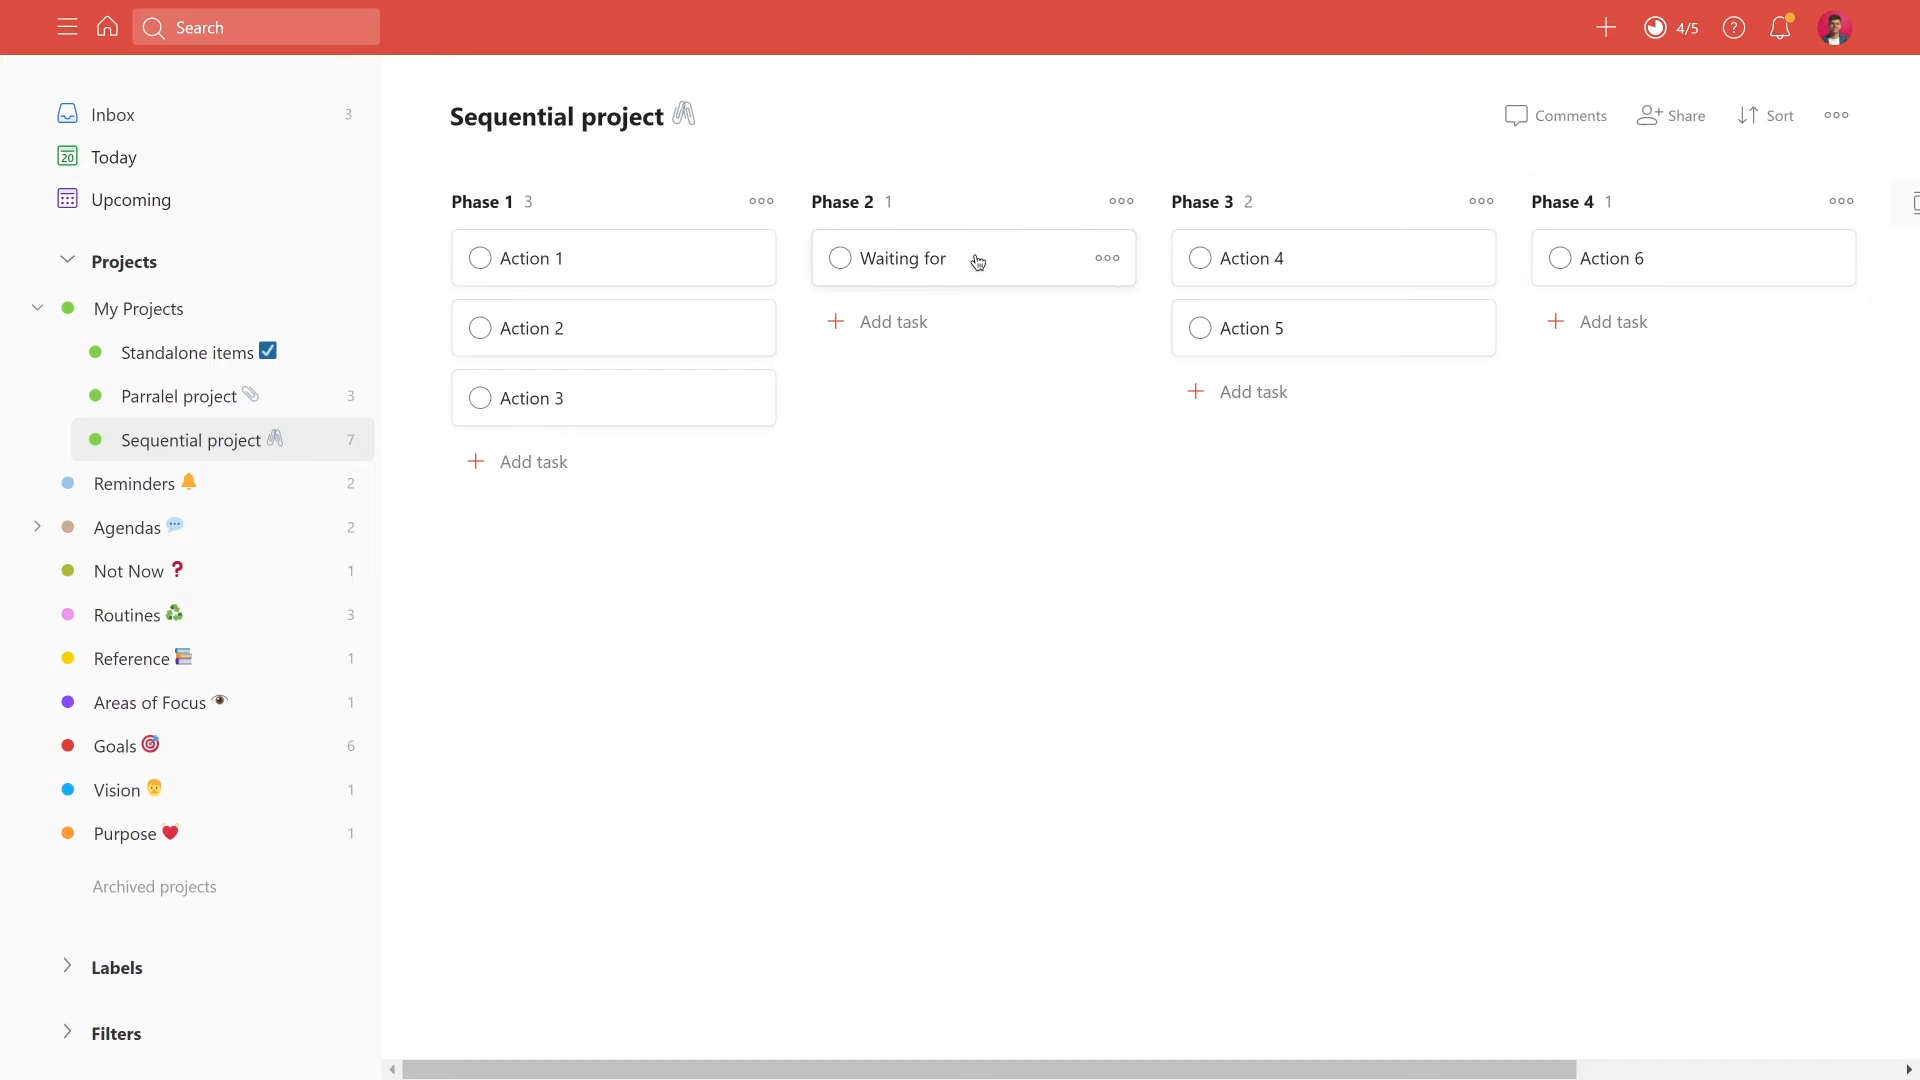 Search
4/5
Inbox 3
20 Today
Upcoming
Projects
My Projects
Standalone items
Parralel project 3
Sequential project 7
Reminders 2
Agendas 2
Not Now 1
Routines 3
Reference 1
Areas of Focus 1
Goals 6
Vision 1
Purpose 1
Archived projects
Labels
Filters
Sequential project
Comments Share Sort
Phase 1 3
Action 1
Action 2
Action 3
Add task
Phase 2 1
Waiting for
Add task
Phase 3 2
Action 4
Action 5
Add task
Phase 4 1
Action 6
Add task